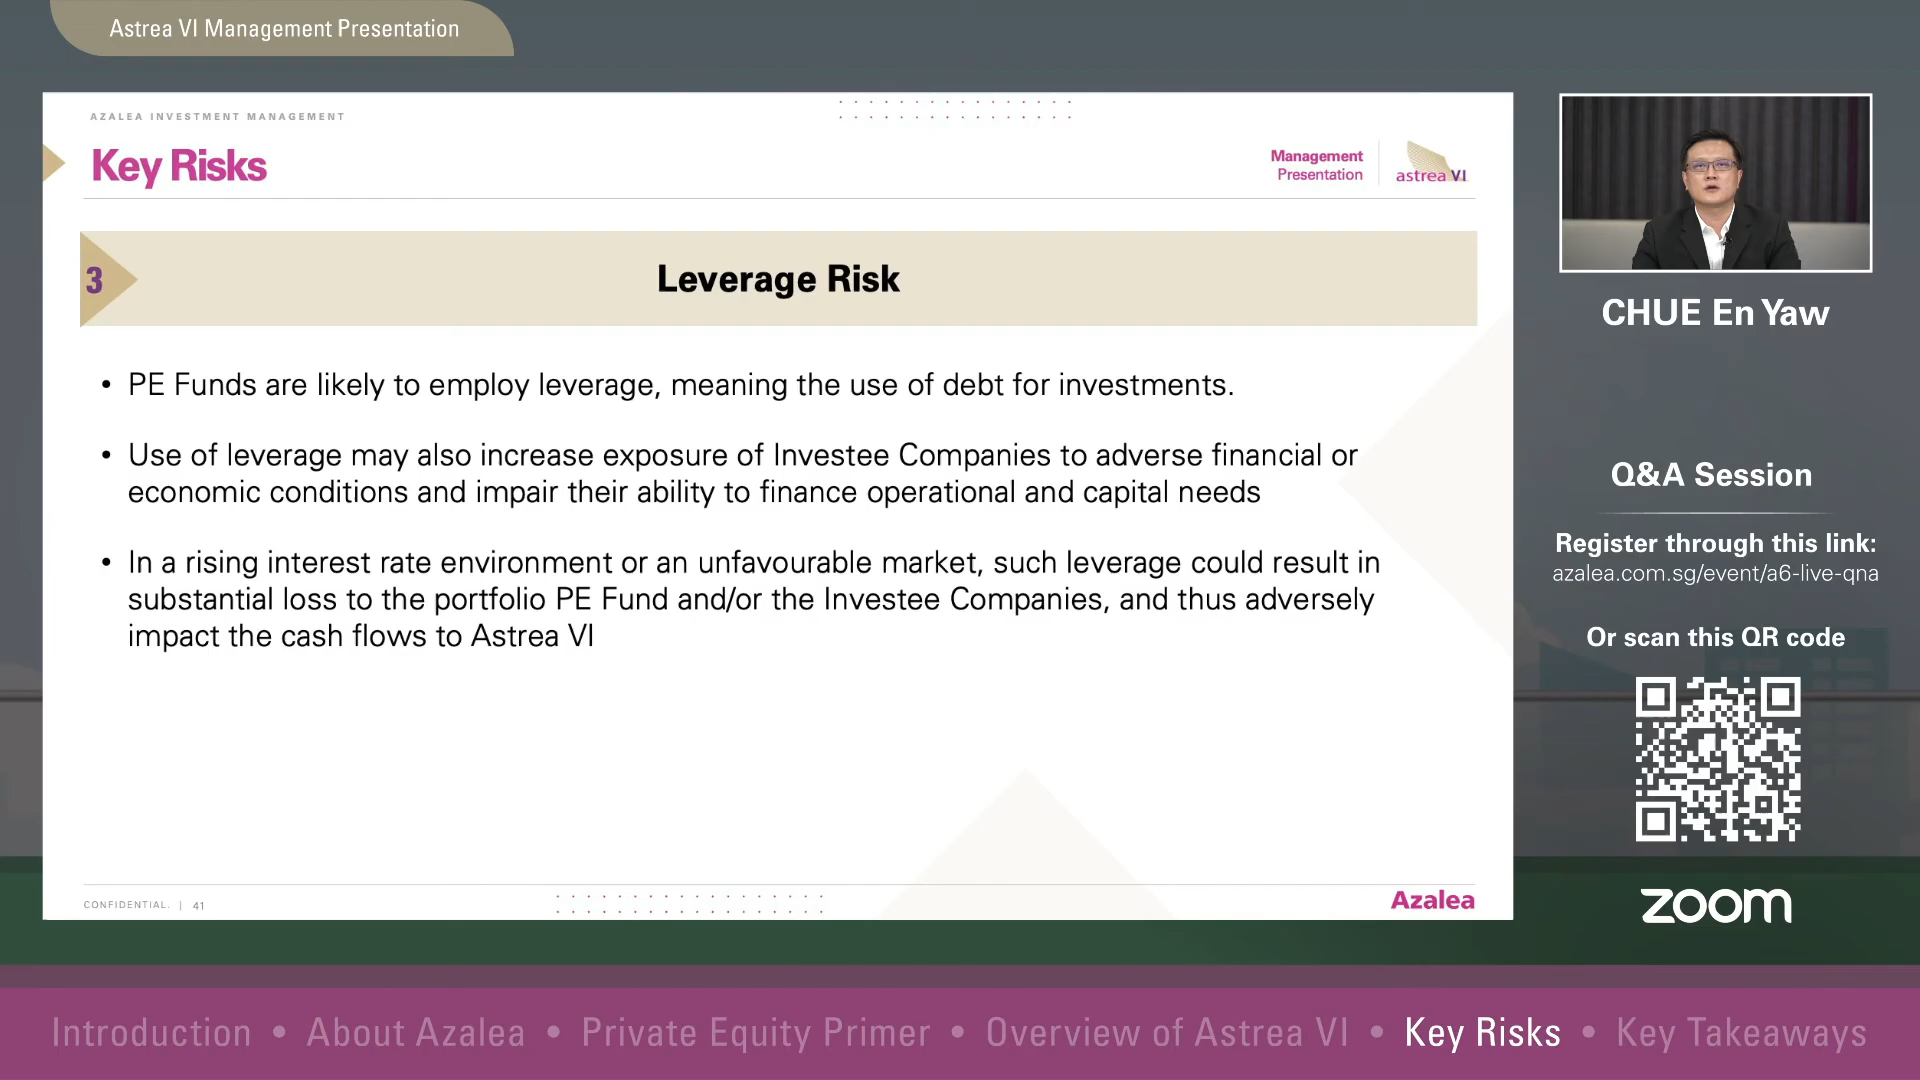 Astrea VI Management Presentation
AZALEA INVESTMENT MANAGEMENT
Key Risks
Management
Presentation
astrea VI
3
Leverage Risk
• PE Funds are likely to employ leverage, meaning the use of debt for investments.
• Use of leverage may also increase exposure of Investee Companies to adverse financial or
economic conditions and impair their ability to finance operational and capital needs
• In a rising interest rate environment or an unfavourable market, such leverage could result in
substantial loss to the portfolio PE Fund and/or the Investee Companies, and thus adversely
impact the cash flows to Astrea VI
CONFIDENTIAL. | 41
Azalea
CHUE En Yaw
Q&A Session
Register through this link:
azalea.com.sg/event/a6-live-qna
Or scan this QR code
zoom
Introduction • About Azalea • Private Equity Primer • Overview of Astrea VI • Key Risks • Key Takeaways